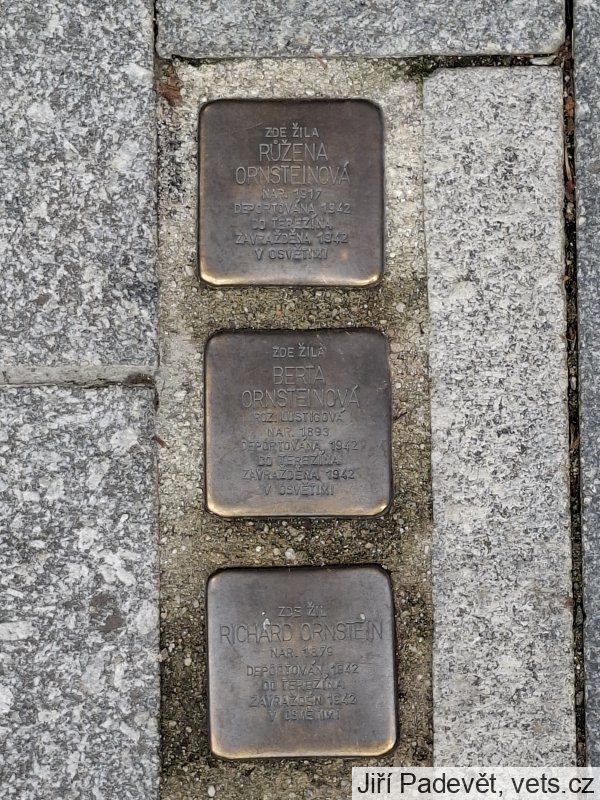 ZDE ŽILA
RŮŽENA
ORNSTEINOVÁ
NAR. 1917
DEPORTOVÁNA 1942
DO TEREZÍNA
ZAVRAŽDĚNA 1942
V OSVĚTIMI
ZDE ŽILA
BERTA
ORNSTEINOVÁ
ROZ. LUSTIGOVÁ
NAR. 1893
DEPORTOVÁNA 1942
DO TEREZÍNA
ZAVRAŽDĚNA 1942
V OSVĚTIMI
ZDE ŽIL
RICHARD ORNSTEIN
NAR. 1879
DEPORTOVÁN 1942
DO TEREZÍNA
ZAVRAŽDĚN 1942
V OSVĚTIMI
Jiří Padevět, vets.cz